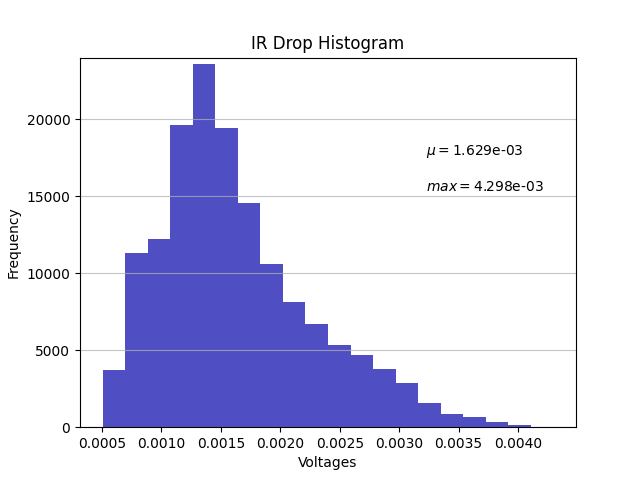 IR Drop Histogram
20000
15000
10000
5000
0
Frequency
μ = 1.629e-03
max = 4.298e-03
0.0005 0.0010 0.0015 0.0020 0.0025 0.0030 0.0035 0.0040
Voltages